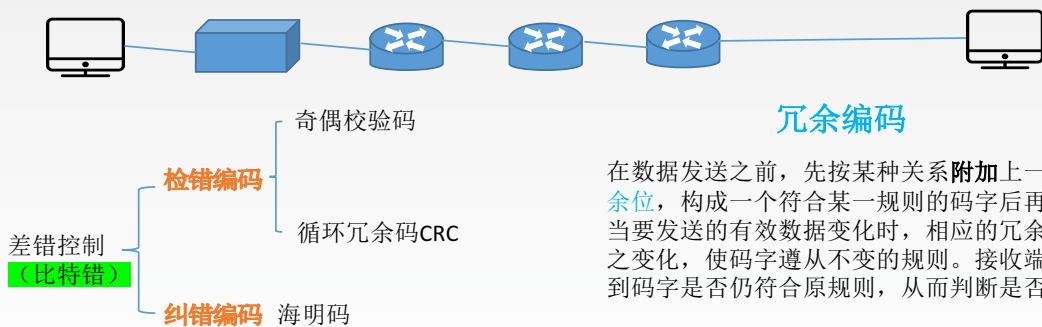 奇偶校验码
检错编码
循环冗余码CRC
差错控制
（比特错）
纠错编码 海明码
冗余编码
在数据发送之前，先按某种关系附加上一
余位，构成一个符合某一规则的码字后再
当要发送的有效数据变化时，相应的冗余
之变化，使码字遵从不变的规则。接收端
到码字是否仍符合原规则，从而判断是否